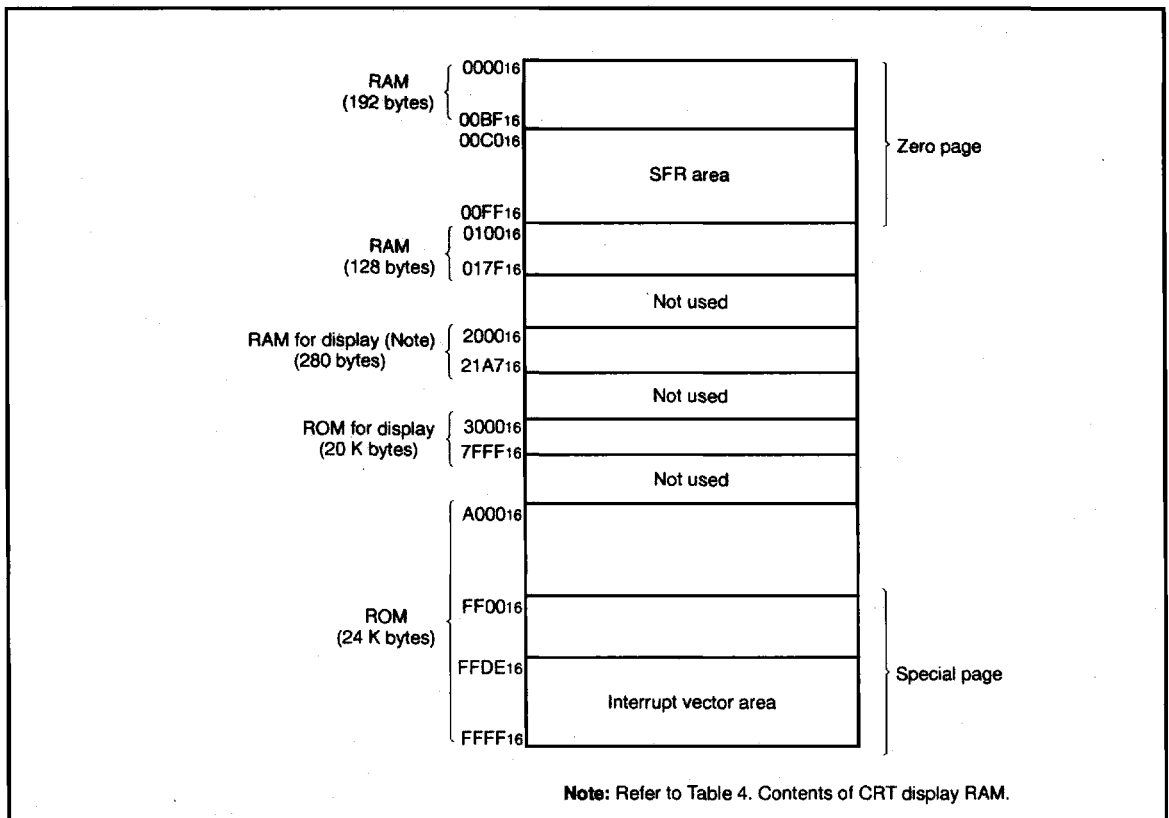 RAM
(192 bytes)
0000₁₆
00BF₁₆
00C0₁₆
SFR area
00FF₁₆
Zero page
RAM
(128 bytes)
0100₁₆
017F₁₆
Not used
RAM for display (Note)
(280 bytes)
2000₁₆
21A7₁₆
Not used
ROM for display
(20 K bytes)
3000₁₆
7FFF₁₆
Not used
ROM
(24 K bytes)
A000₁₆
FF00₁₆
FFDE₁₆
Interrupt vector area
FFFF₁₆
Special page
Note: Refer to Table 4. Contents of CRT display RAM.